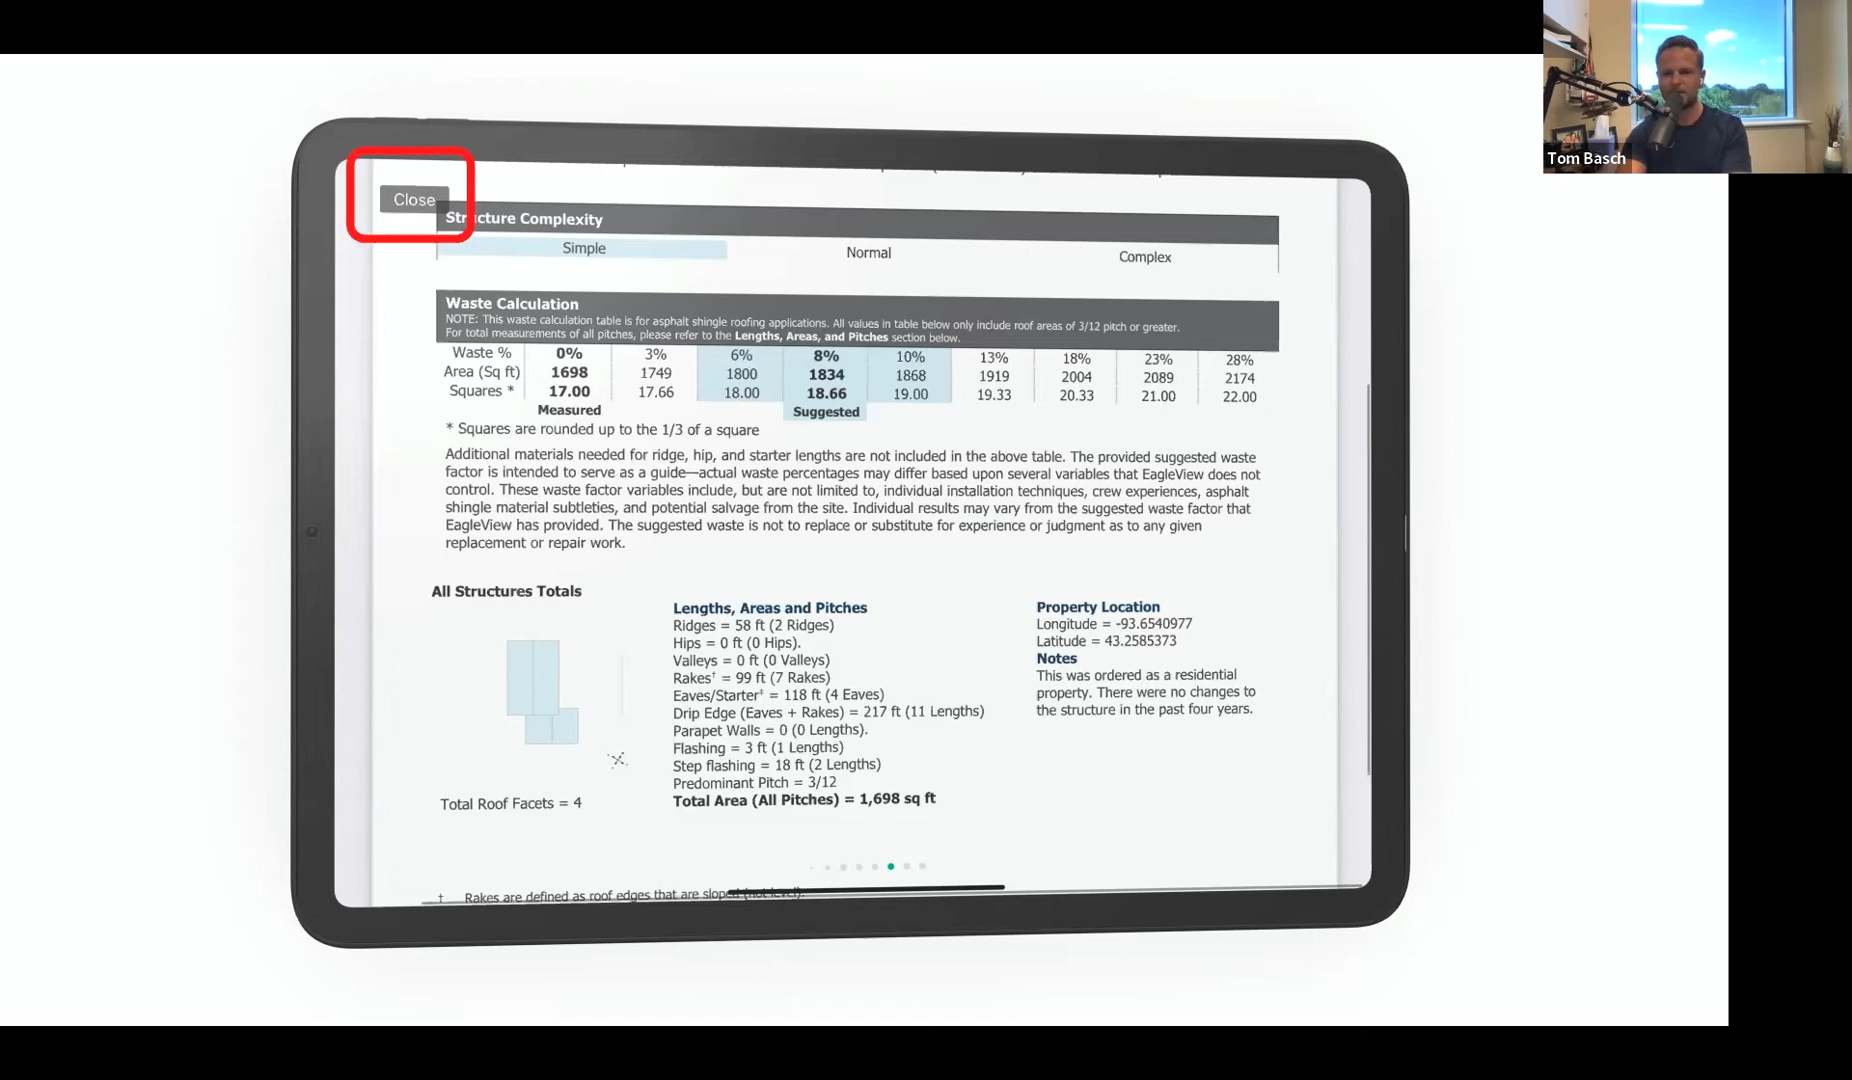 Close
Structure Complexity
Simple Normal Complex
Waste Calculation
NOTE: This waste calculation table is for asphalt shingle roofing applications. All values in table below only include roof areas of 3/12 pitch or greater.
For total measurements of all pitches, please refer to the Lengths, Areas, and Pitches section below.
Waste % 0% 3% 6% 8% 10% 13% 18% 23% 28%
Area (Sq ft) 1698 1749 1800 1834 1868 1919 2004 2089 2174
Squares * 17.00 17.66 18.00 18.66 19.00 19.33 20.33 21.00 22.00
Measured Suggested
* Squares are rounded up to the 1/3 of a square
Additional materials needed for ridge, hip, and starter lengths are not included in the above table. The provided suggested waste
factor is intended to serve as a guide—actual waste percentages may differ based upon several variables that EagleView does not
control. These waste factor variables include, but are not limited to, individual installation techniques, crew experiences, asphalt
shingle material subtleties, and potential salvage from the site. Individual results may vary from the suggested waste factor that
EagleView has provided. The suggested waste is not to replace or substitute for experience or judgment as to any given
replacement or repair work.
All Structures Totals
Total Roof Facets = 4
Lengths, Areas and Pitches
Ridges = 58 ft (2 Ridges)
Hips = 0 ft (0 Hips).
Valleys = 0 ft (0 Valleys)
Rakes† = 99 ft (7 Rakes)
Eaves/Starter‡ = 118 ft (4 Eaves)
Drip Edge (Eaves + Rakes) = 217 ft (11 Lengths)
Parapet Walls = 0 (0 Lengths).
Flashing = 3 ft (1 Lengths)
Step flashing = 18 ft (2 Lengths)
Predominant Pitch = 3/12
Total Area (All Pitches) = 1,698 sq ft
Property Location
Longitude = -93.6540977
Latitude = 43.2585373
Notes
This was ordered as a residential
property. There were no changes to
the structure in the past four years.
† Rakes are defined as roof edges that are sloped (not level).
Tom Basch